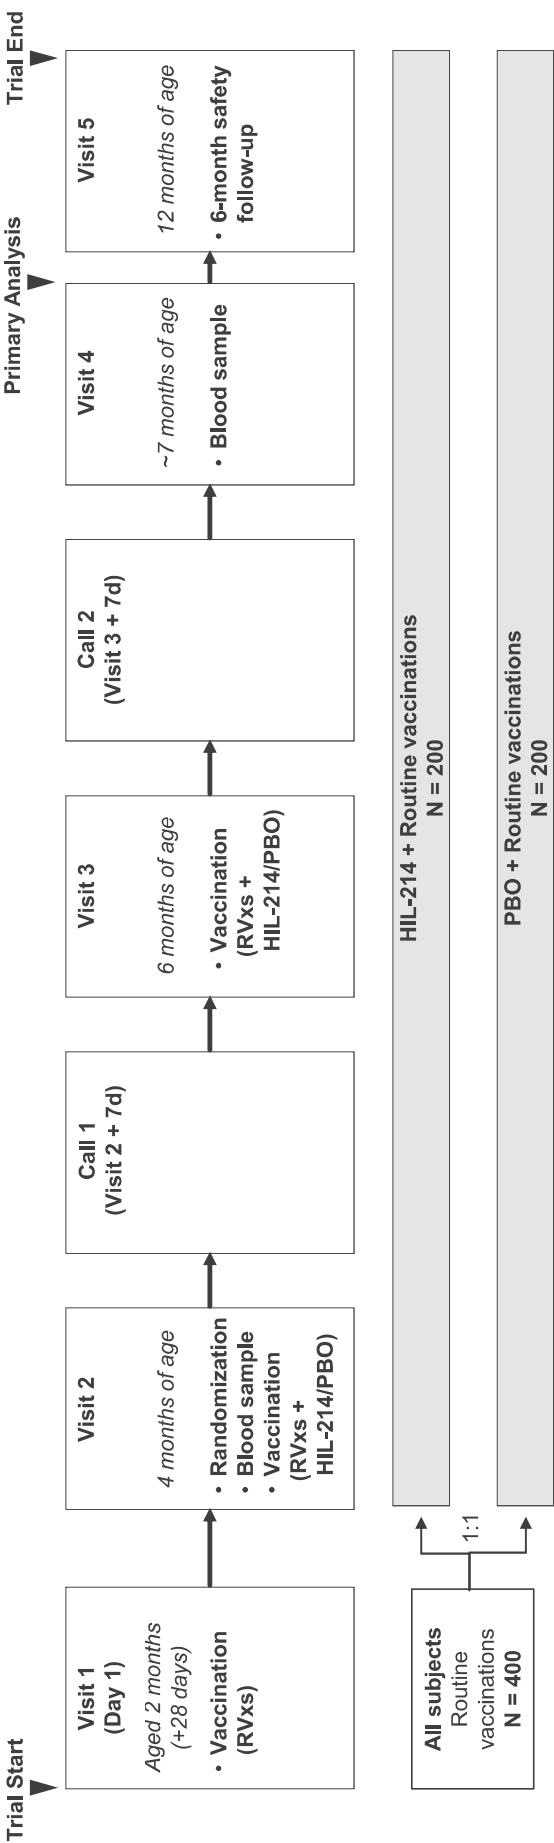 Trial Start
Primary Analysis
Trial End
Visit 1
(Day 1)
Aged 2 months
(+28 days)
• Vaccination
(RVxs)
Visit 2
4 months of age
• Randomization
• Blood sample
• Vaccination
(RVxs +
HIL-214/PBO)
Call 1
(Visit 2 + 7d)
Visit 3
6 months of age
• Vaccination
(RVxs +
HIL-214/PBO)
Call 2
(Visit 3 + 7d)
Visit 4
~7 months of age
• Blood sample
Visit 5
12 months of age
• 6-month safety
follow-up
All subjects
Routine
vaccinations
N = 400
1:1
HIL-214 + Routine vaccinations
N = 200
PBO + Routine vaccinations
N = 200